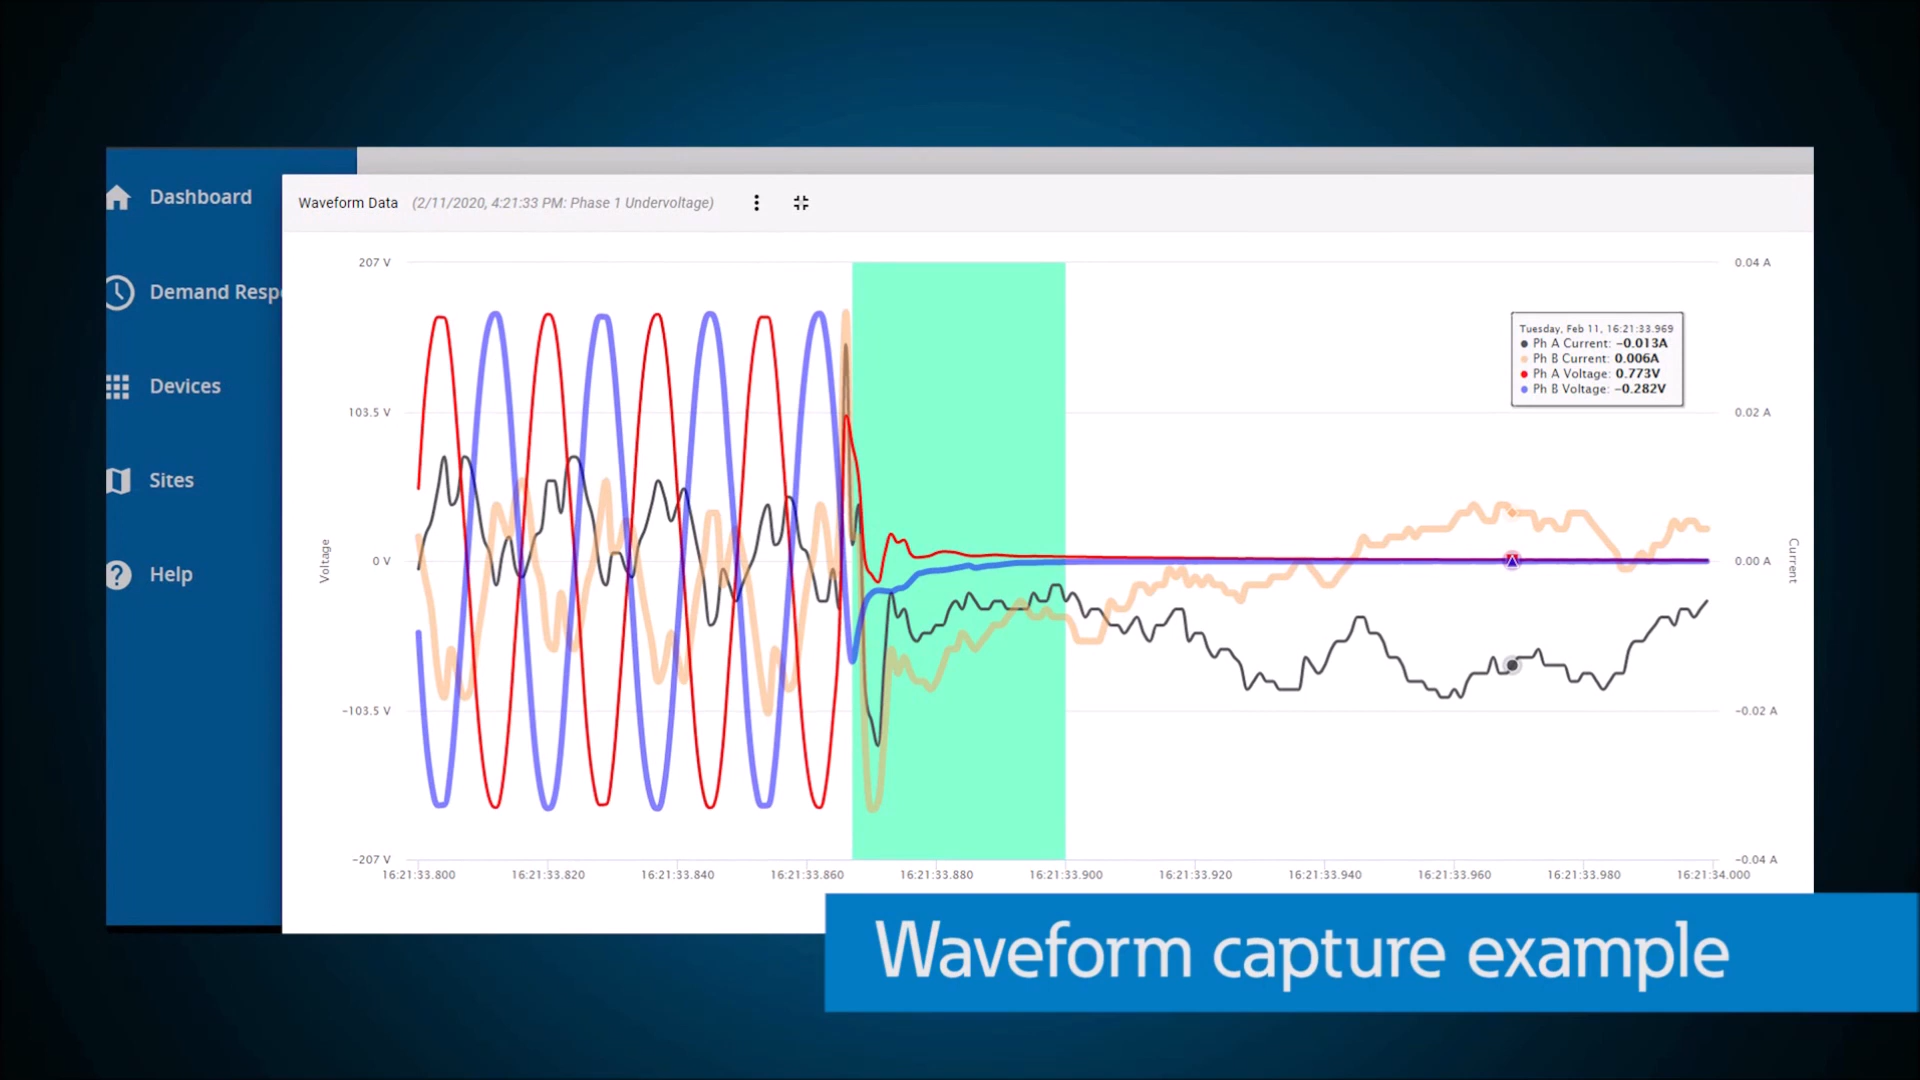 Dashboard
Demand Resp
Devices
Sites
Help
Waveform Data (2/11/2020, 4:21:33 PM: Phase 1 Undervoltage)
207 V
103.5 V
0 V
−103.5 V
−207 V
Voltage
0.04 A
0.02 A
0.00 A
−0.02 A
−0.04 A
Current
Tuesday, Feb 11, 16:21:33.969
Ph A Current: −0.013A
Ph B Current: 0.006A
Ph A Voltage: 0.773V
Ph B Voltage: −0.282V
16:21:33.800 16:21:33.820 16:21:33.840 16:21:33.860 16:21:33.880 16:21:33.900 16:21:33.920 16:21:33.940 16:21:33.960 16:21:33.980 16:21:34.000
Waveform capture example